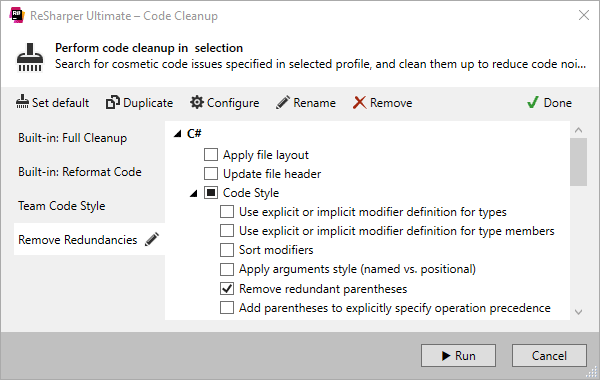 ReSharper Ultimate – Code Cleanup
Perform code cleanup in selection
Search for cosmetic code issues specified in selected profile, and clean them up to reduce code noi...
Set default Duplicate Configure Rename Remove Done
Built-in: Full Cleanup
Built-in: Reformat Code
Team Code Style
Remove Redundancies
C#
Apply file layout
Update file header
Code Style
Use explicit or implicit modifier definition for types
Use explicit or implicit modifier definition for type members
Sort modifiers
Apply arguments style (named vs. positional)
Remove redundant parentheses
Add parentheses to explicitly specify operation precedence
Run Cancel